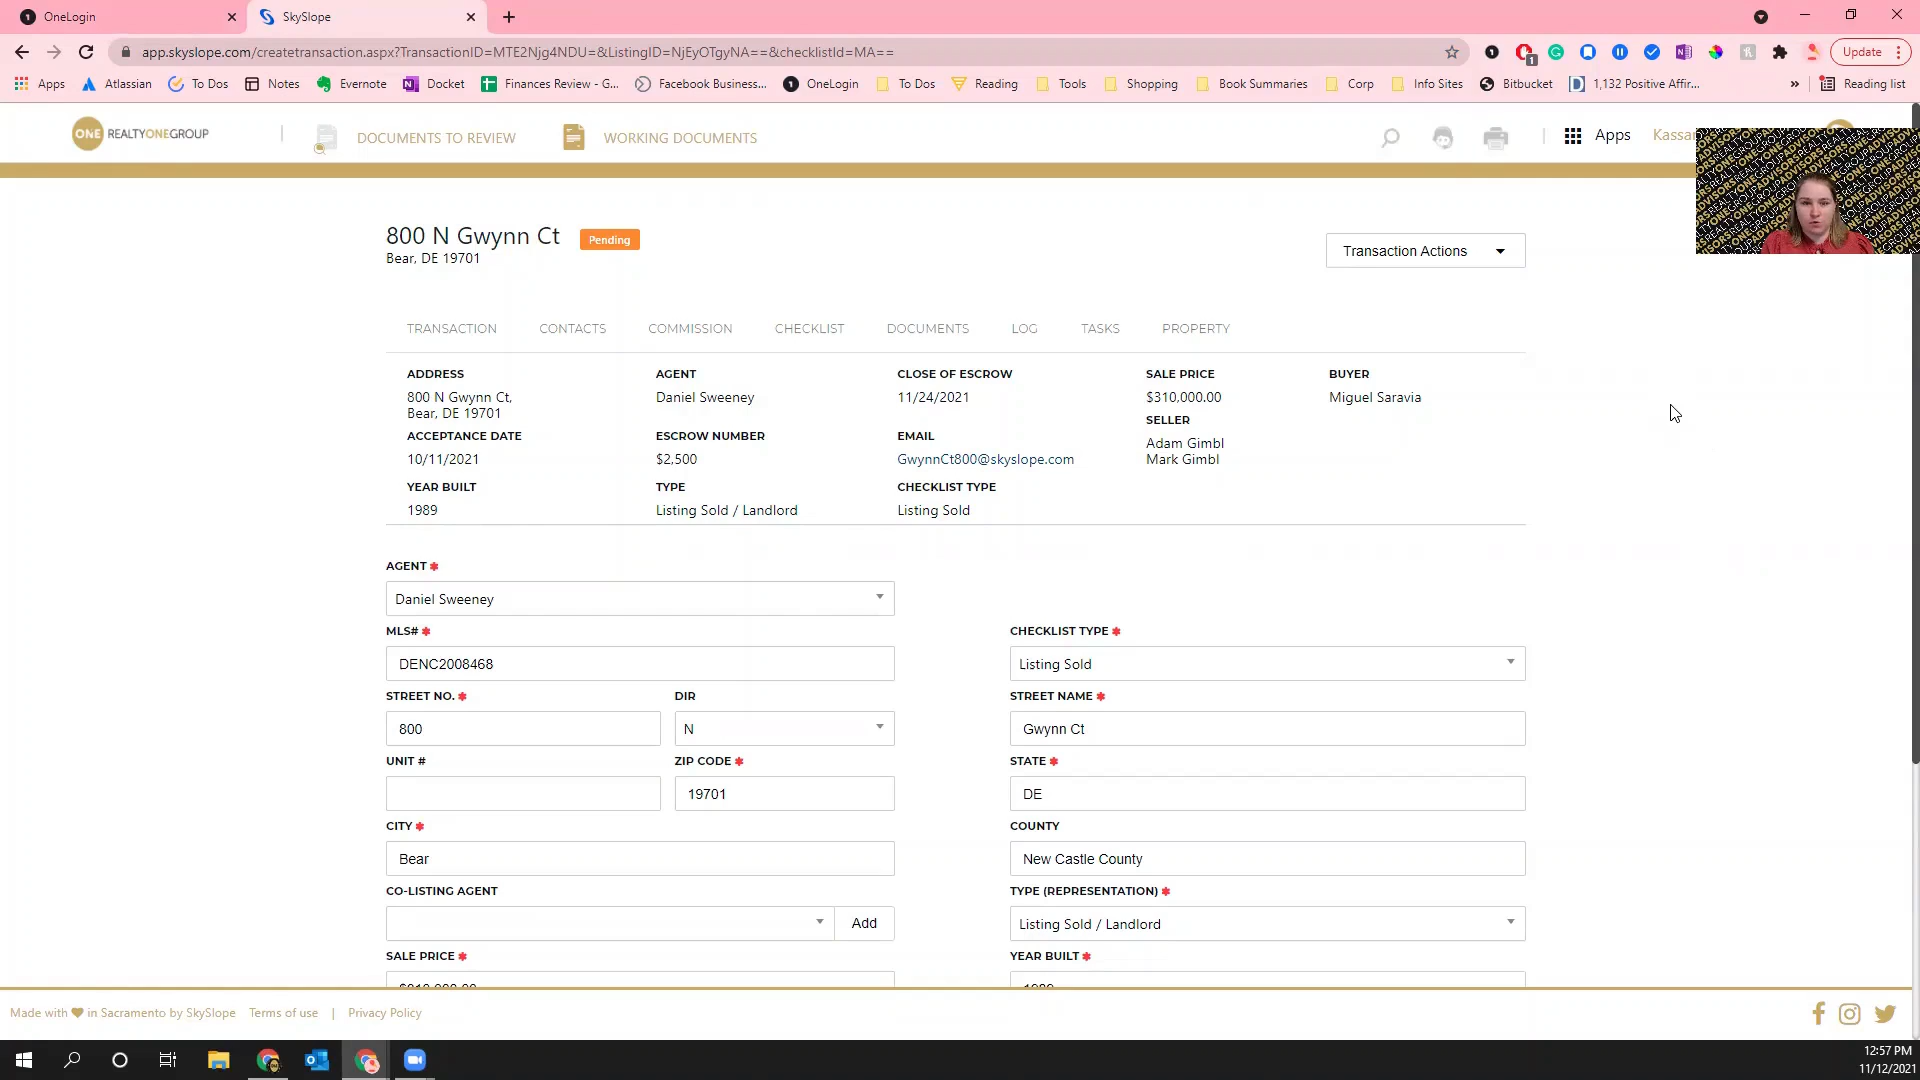 OneLogin
SkySlope
app.skyslope.com/createtransaction.aspx?TransactionID=MTE2Njg4NDU=&ListingID=NjEyOTgyNA==&checklistId=MA==
Update
Apps Atlassian To Dos Notes Evernote Docket Finances Review - G... Facebook Business... OneLogin To Dos Reading Tools Shopping Book Summaries Corp Info Sites Bitbucket 1,132 Positive Affir... » Reading list
ONE REALTYONEGROUP
DOCUMENTS TO REVIEW
WORKING DOCUMENTS
Apps
Kassan
800 N Gwynn Ct Pending
Bear, DE 19701
Transaction Actions
TRANSACTION CONTACTS COMMISSION CHECKLIST DOCUMENTS LOG TASKS PROPERTY
ADDRESS AGENT CLOSE OF ESCROW SALE PRICE BUYER
800 N Gwynn Ct, Daniel Sweeney 11/24/2021 $310,000.00 Miguel Saravia
Bear, DE 19701
SELLER
ACCEPTANCE DATE ESCROW NUMBER EMAIL Adam Gimbl
10/11/2021 $2,500 GwynnCt800@skyslope.com Mark Gimbl
YEAR BUILT TYPE CHECKLIST TYPE
1989 Listing Sold / Landlord Listing Sold
AGENT *
Daniel Sweeney
MLS# * CHECKLIST TYPE *
DENC2008468 Listing Sold
STREET NO. * DIR STREET NAME *
800 N Gwynn Ct
UNIT # ZIP CODE * STATE *
19701 DE
CITY * COUNTY
Bear New Castle County
CO-LISTING AGENT TYPE (REPRESENTATION) *
Add Listing Sold / Landlord
SALE PRICE * YEAR BUILT *
$310,000.00 1989
Made with ❤ in Sacramento by SkySlope Terms of use | Privacy Policy
12:57 PM
11/12/2021